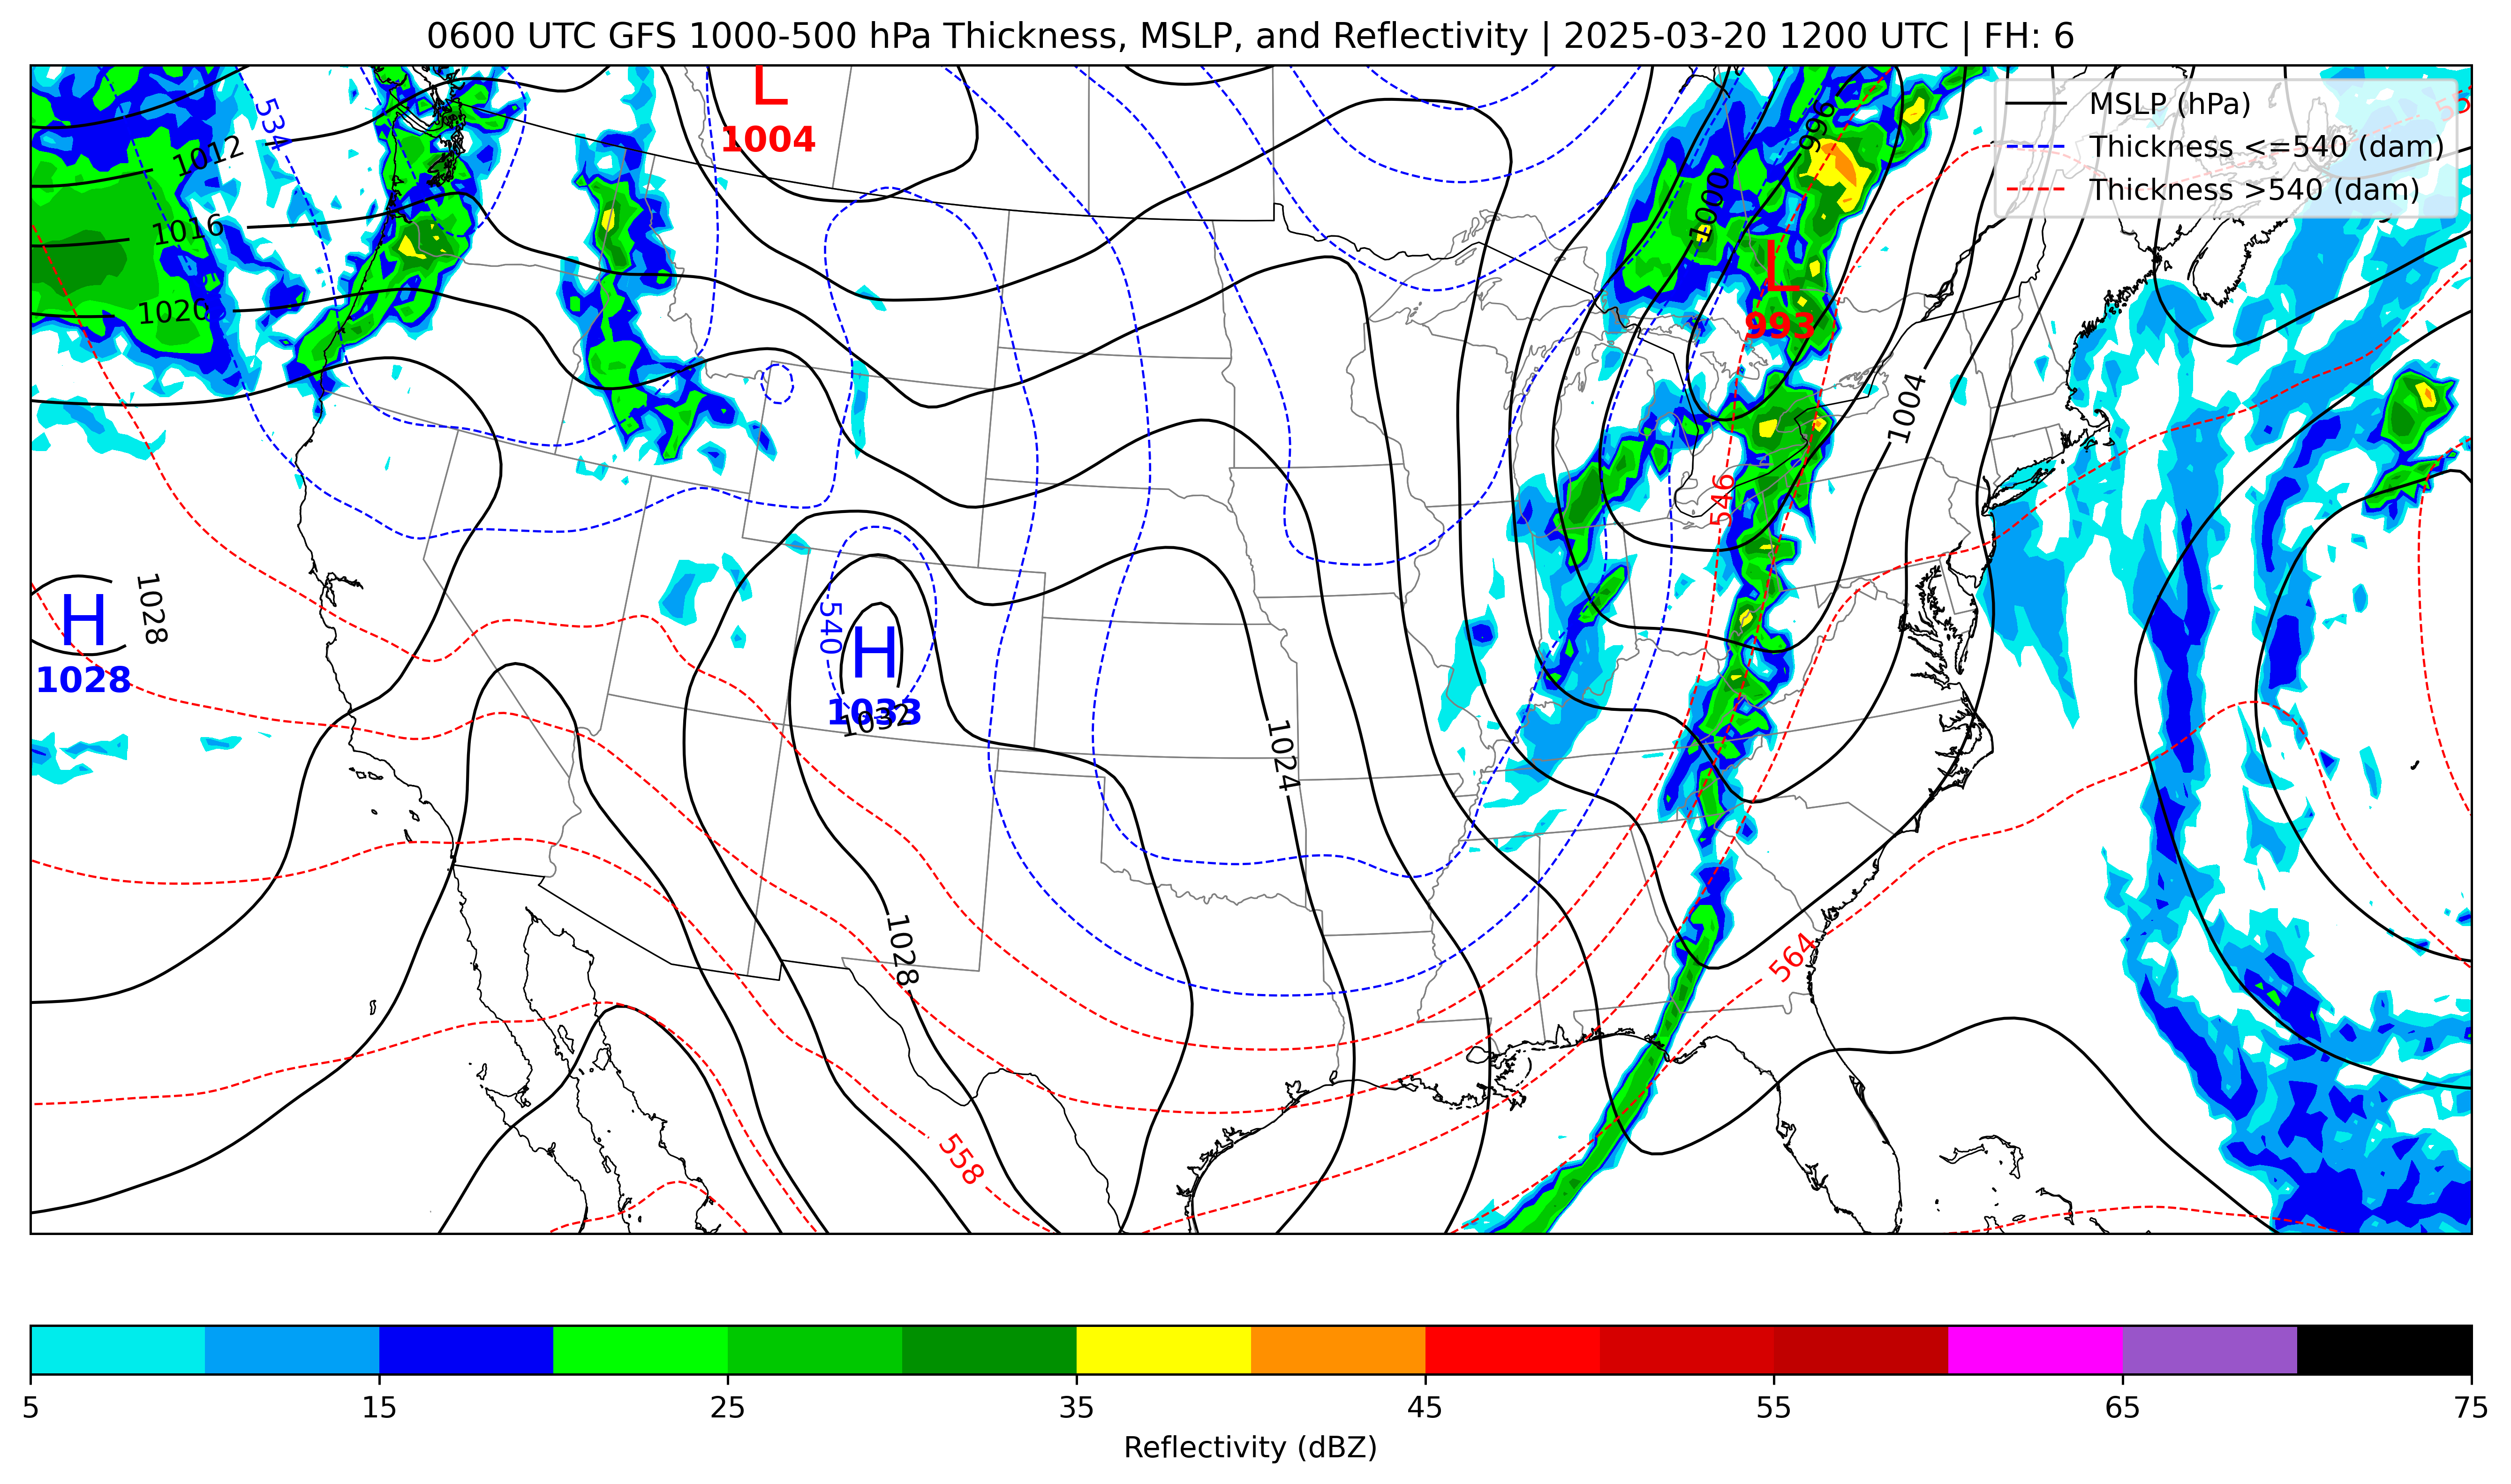 0600 UTC GFS 1000-500 hPa Thickness, MSLP, and Reflectivity | 2025-03-20 1200 UTC | FH: 6
MSLP (hPa)
Thickness <=540 (dam)
Thickness >540 (dam)
L
1004
534
1012
1016
1020
996
1000
L
993
1004
546
H
1028
1028
540
H
1033
1032
1024
1028
564
558
5 15 25 35 45 55 65 75
Reflectivity (dBZ)